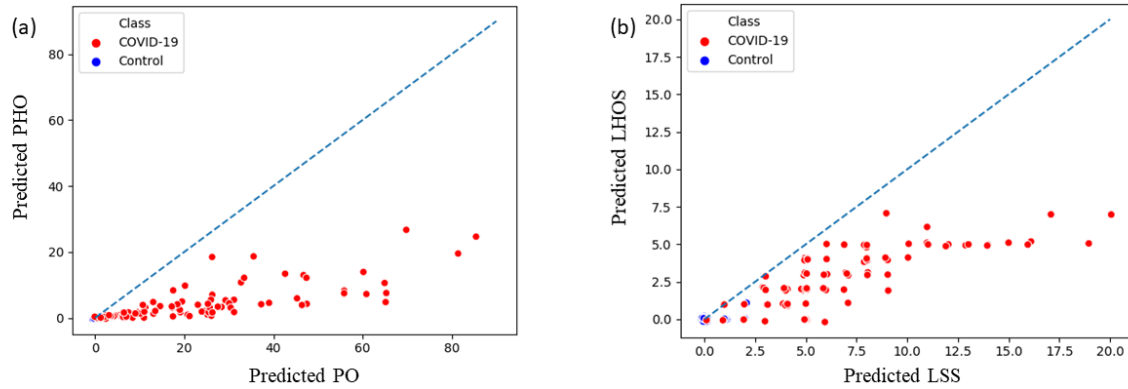 (a)
Class
COVID-19
Control
80
60
40
20
0
0 20 40 60 80
Predicted PHO
Predicted PO
(b)
Class
COVID-19
Control
20.0
17.5
15.0
12.5
10.0
7.5
5.0
2.5
0.0
0.0 2.5 5.0 7.5 10.0 12.5 15.0 17.5 20.0
Predicted LHOS
Predicted LSS